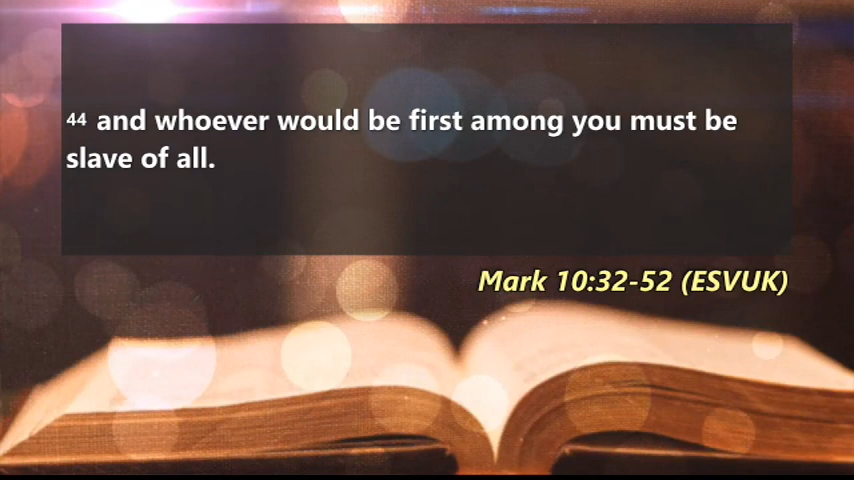 44 and whoever would be first among you must be
slave of all.
Mark 10:32-52 (ESVUK)